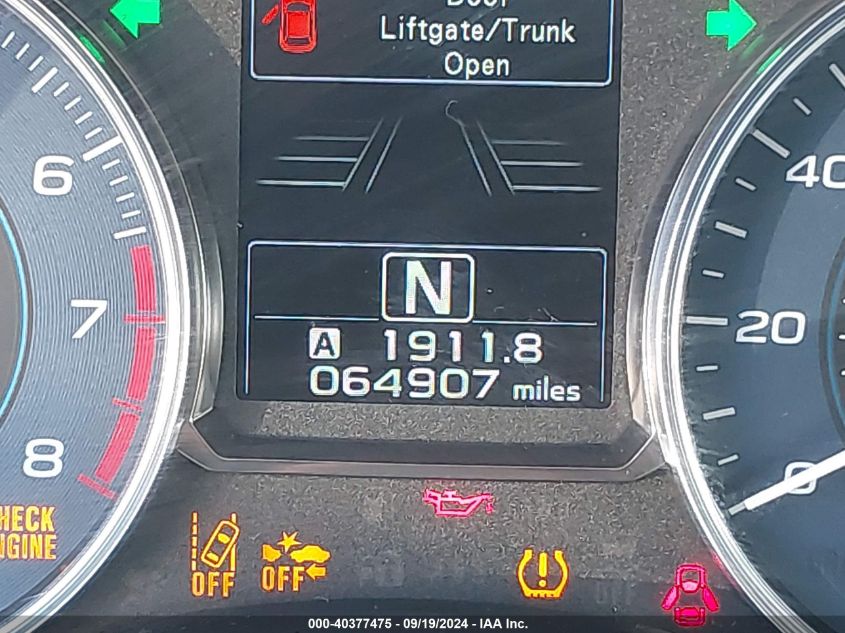 Door
Liftgate/Trunk
Open
6
7
8
40
20
0
N
A 1911.8
064907 miles
CHECK
ENGINE
OFF
OFF
000-40377475 - 09/19/2024 - IAA Inc.